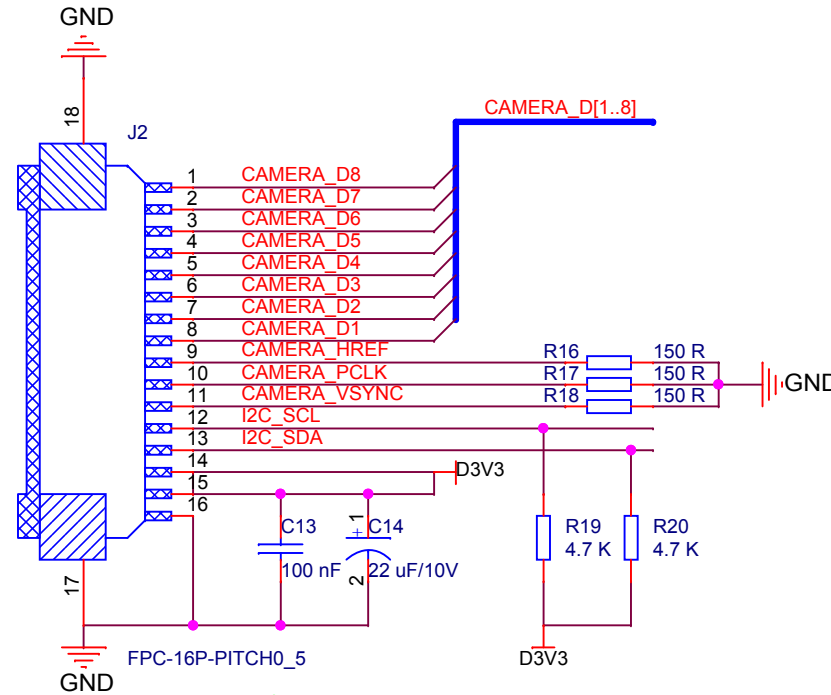 GND
18
J2
CAMERA_D[1..8]
1 CAMERA_D8
2 CAMERA_D7
3 CAMERA_D6
4 CAMERA_D5
5 CAMERA_D4
6 CAMERA_D3
7 CAMERA_D2
8 CAMERA_D1
9 CAMERA_HREF R16 150 R
10 CAMERA_PCLK R17 150 R GND
11 CAMERA_VSYNC R18 150 R
12 I2C_SCL
13 I2C_SDA
14 D3V3
15
16
C13 + 1 C14 R19 R20
100 nF 2 22 uF/10V 4.7 K 4.7 K
17
FPC-16P-PITCH0_5 D3V3
GND